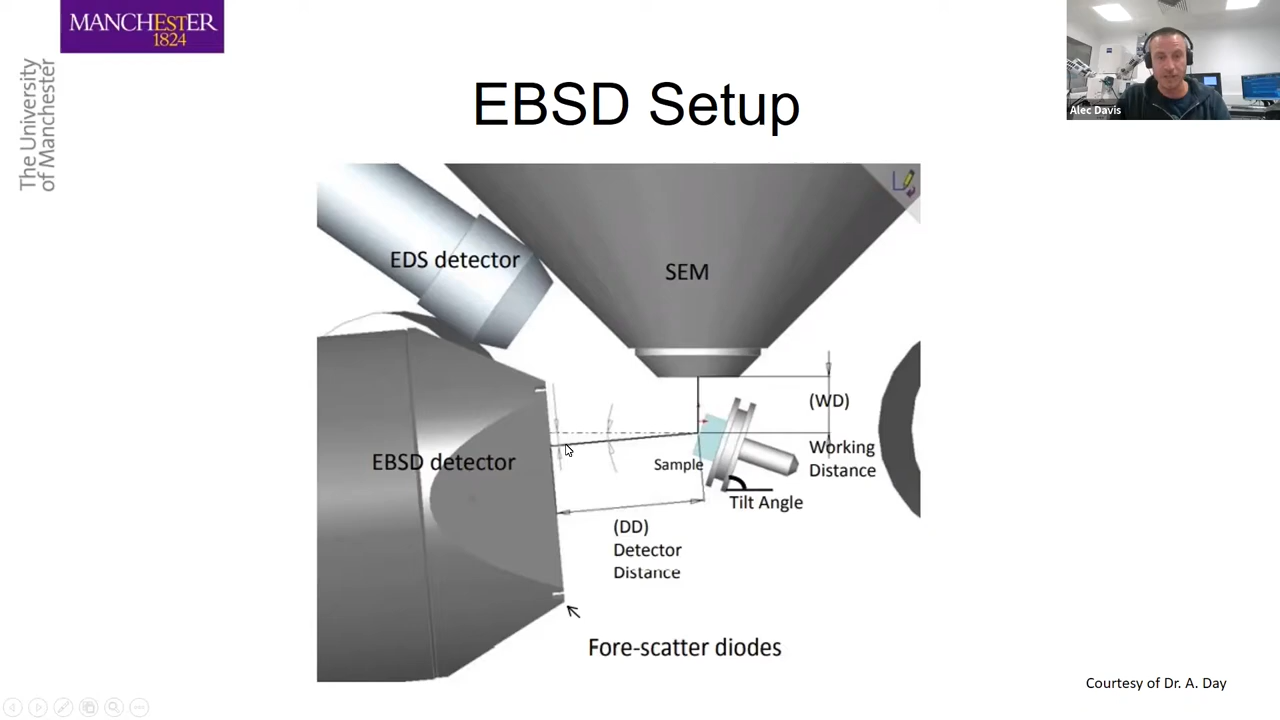 MANCHESTER
1824
The University
of Manchester
Alec Davis
EBSD Setup
EDS detector
SEM
(WD)
Working
Distance
EBSD detector
Sample
Tilt Angle
(DD)
Detector
Distance
Fore-scatter diodes
Courtesy of Dr. A. Day